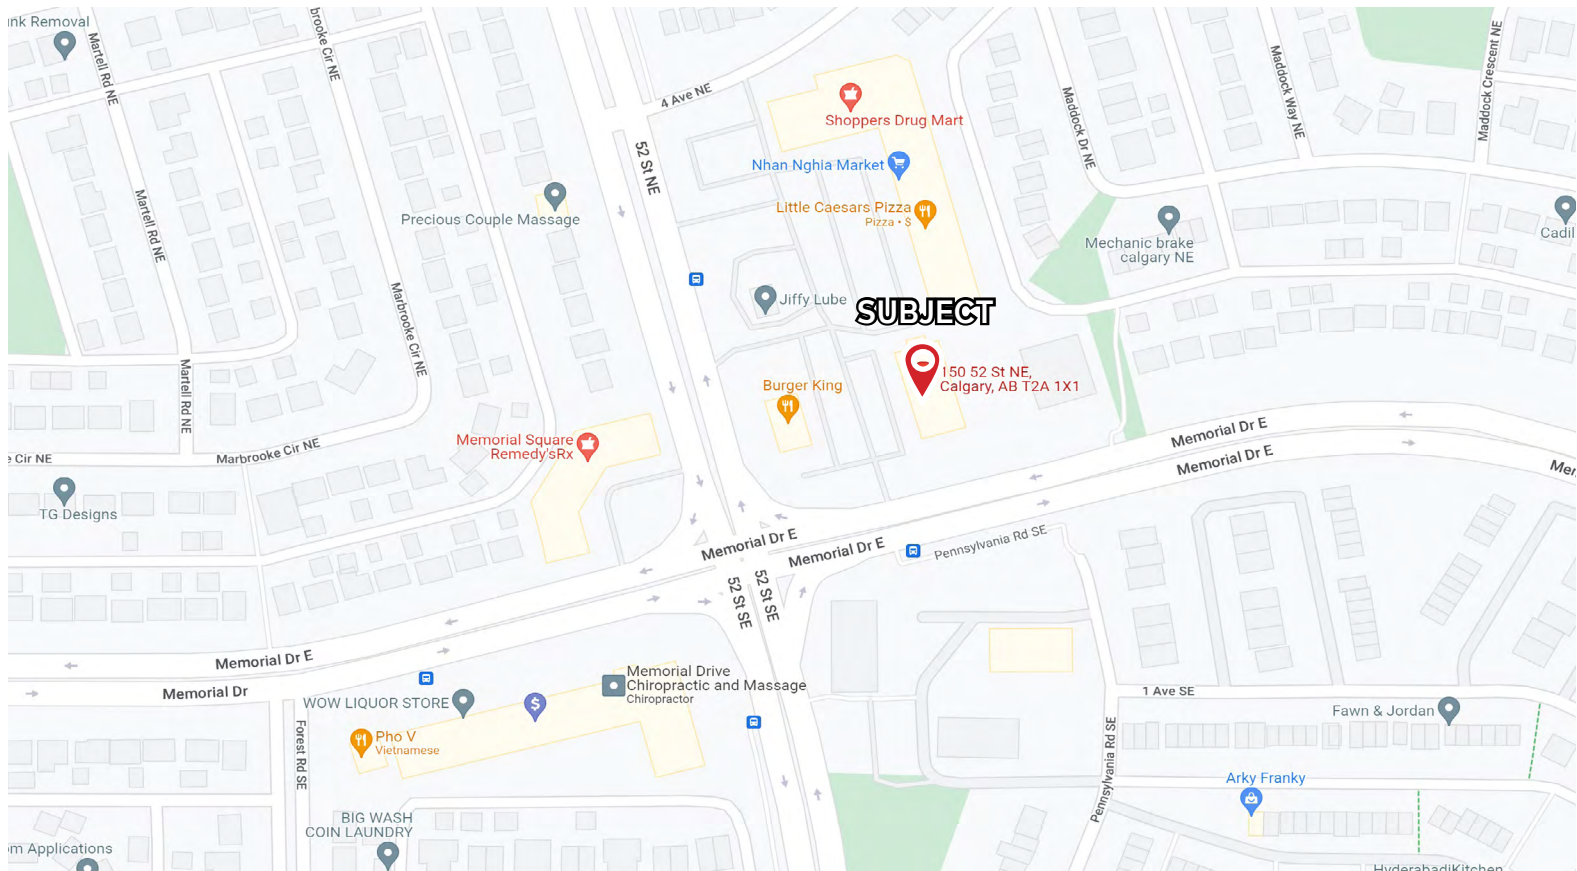 nk Removal
Martell Rd NE
brooke Cir NE
4 Ave NE
Shoppers Drug Mart
52 St NE
Nhan Nghia Market
Little Caesars Pizza
Pizza • $
Maddock Dr NE
Maddock Way NE
Maddock Crescent NE
Martell Rd NE
Precious Couple Massage
Mechanic brake
calgary NE
Cadil
Marbrooke Cir NE
Jiffy Lube
SUBJECT
150 52 St NE,
Calgary, AB T2A 1X1
Martell Rd NE
Burger King
Memorial Square
Remedy'sRx
e Cir NE
Marbrooke Cir NE
Memorial Dr E
Memorial Dr E
Mem
TG Designs
Memorial Dr E
Memorial Dr E
Pennsylvania Rd SE
52 St SE
52 St SE
Memorial Dr E
Memorial Dr
Memorial Drive
Chiropractic and Massage
Chiropractor
WOW LIQUOR STORE
$
Pho V
Vietnamese
Forest Rd SE
1 Ave SE
Fawn & Jordan
Pennsylvania Rd SE
Arky Franky
BIG WASH
COIN LAUNDRY
om Applications
HyderabadiKitchen